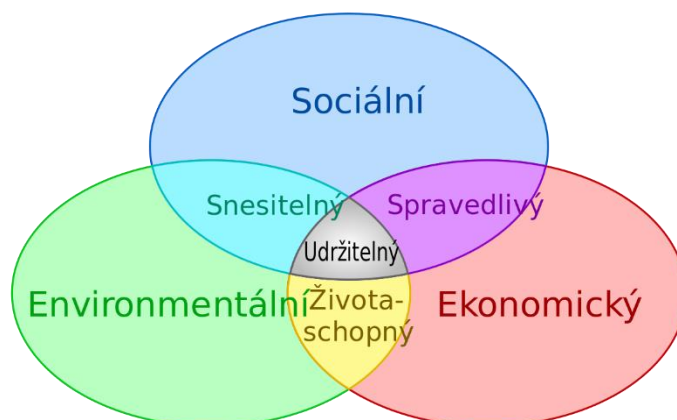 Sociální
Snesitelný
Spravedlivý
Udržitelný
Environmentální
Života-
schopný
Ekonomický